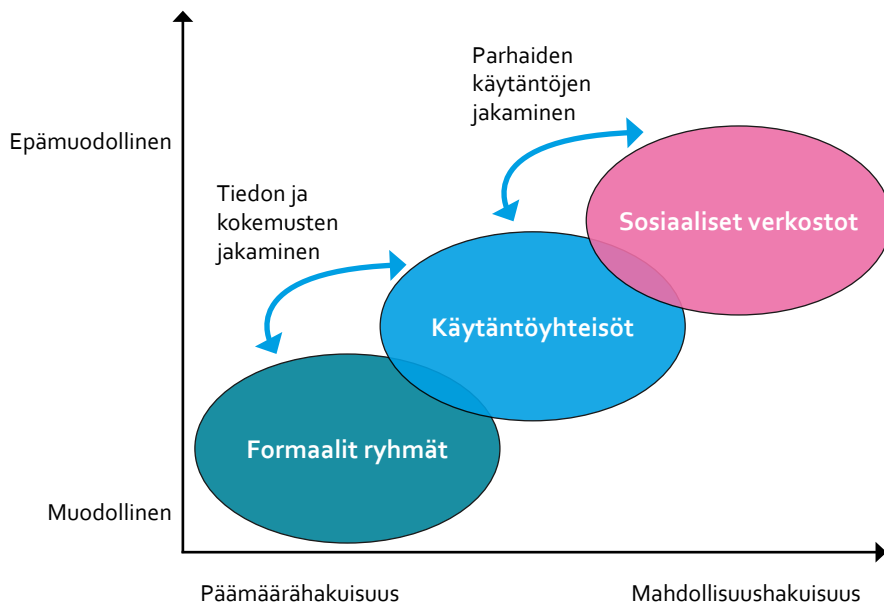 Parhaiden
käytäntöjen
jakaminen
Epämuodollinen
Tiedon ja
kokemusten
jakaminen
Sosiaaliset verkostot
Käytäntöyhteisöt
Formaalit ryhmät
Muodollinen
Päämäärähakuisuus
Mahdollisuushakuisuus